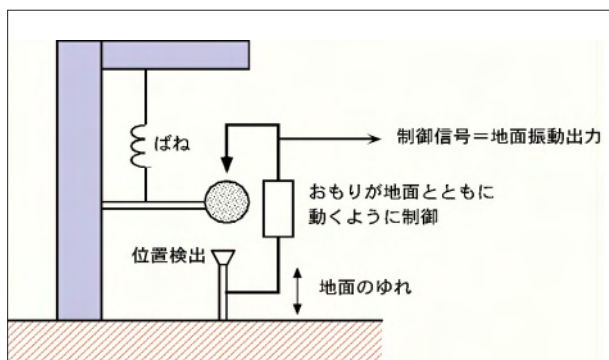 ばね
制御信号＝地面振動出力
おもりが地面とともに
動くように制御
位置検出
地面のゆれ